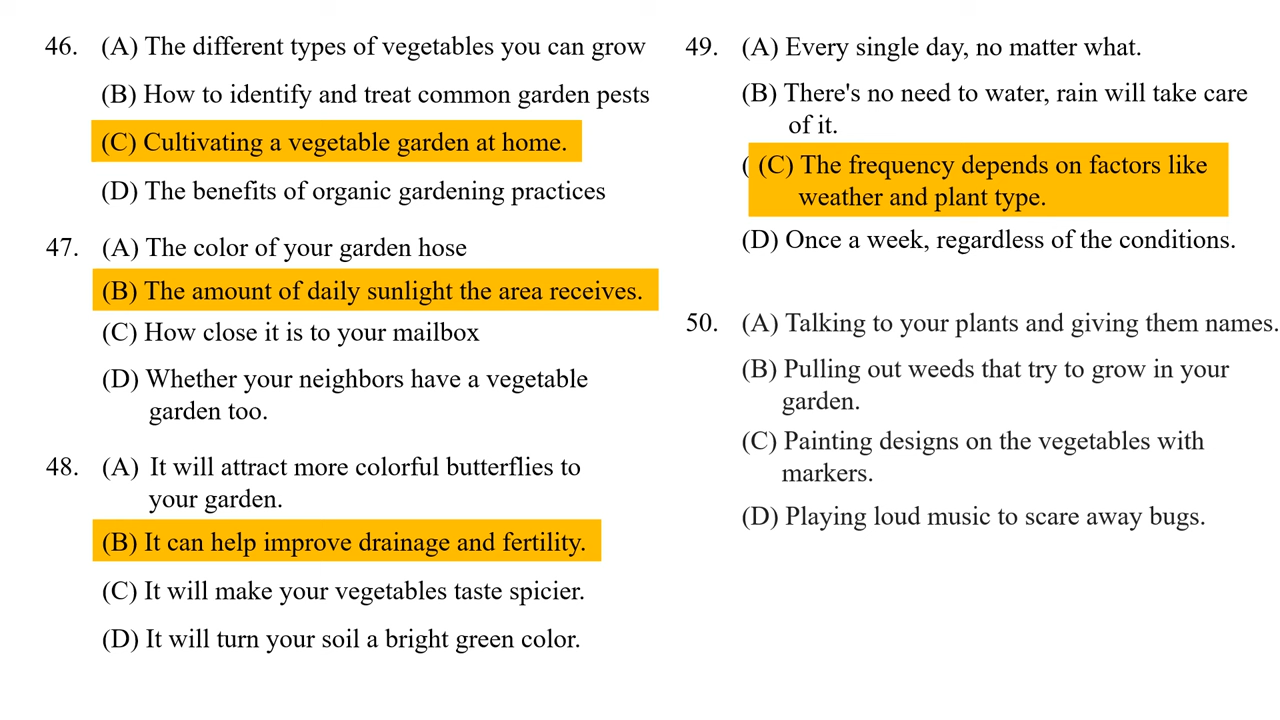 46. (A) The different types of vegetables you can grow
(B) How to identify and treat common garden pests
(C) Cultivating a vegetable garden at home.
(D) The benefits of organic gardening practices
47. (A) The color of your garden hose
(B) The amount of daily sunlight the area receives.
(C) How close it is to your mailbox
(D) Whether your neighbors have a vegetable
garden too.
48. (A) It will attract more colorful butterflies to
your garden.
(B) It can help improve drainage and fertility.
(C) It will make your vegetables taste spicier.
(D) It will turn your soil a bright green color.
49. (A) Every single day, no matter what.
(B) There's no need to water, rain will take care
of it.
( (C) The frequency depends on factors like
weather and plant type.
(D) Once a week, regardless of the conditions.
50. (A) Talking to your plants and giving them names.
(B) Pulling out weeds that try to grow in your
garden.
(C) Painting designs on the vegetables with
markers.
(D) Playing loud music to scare away bugs.